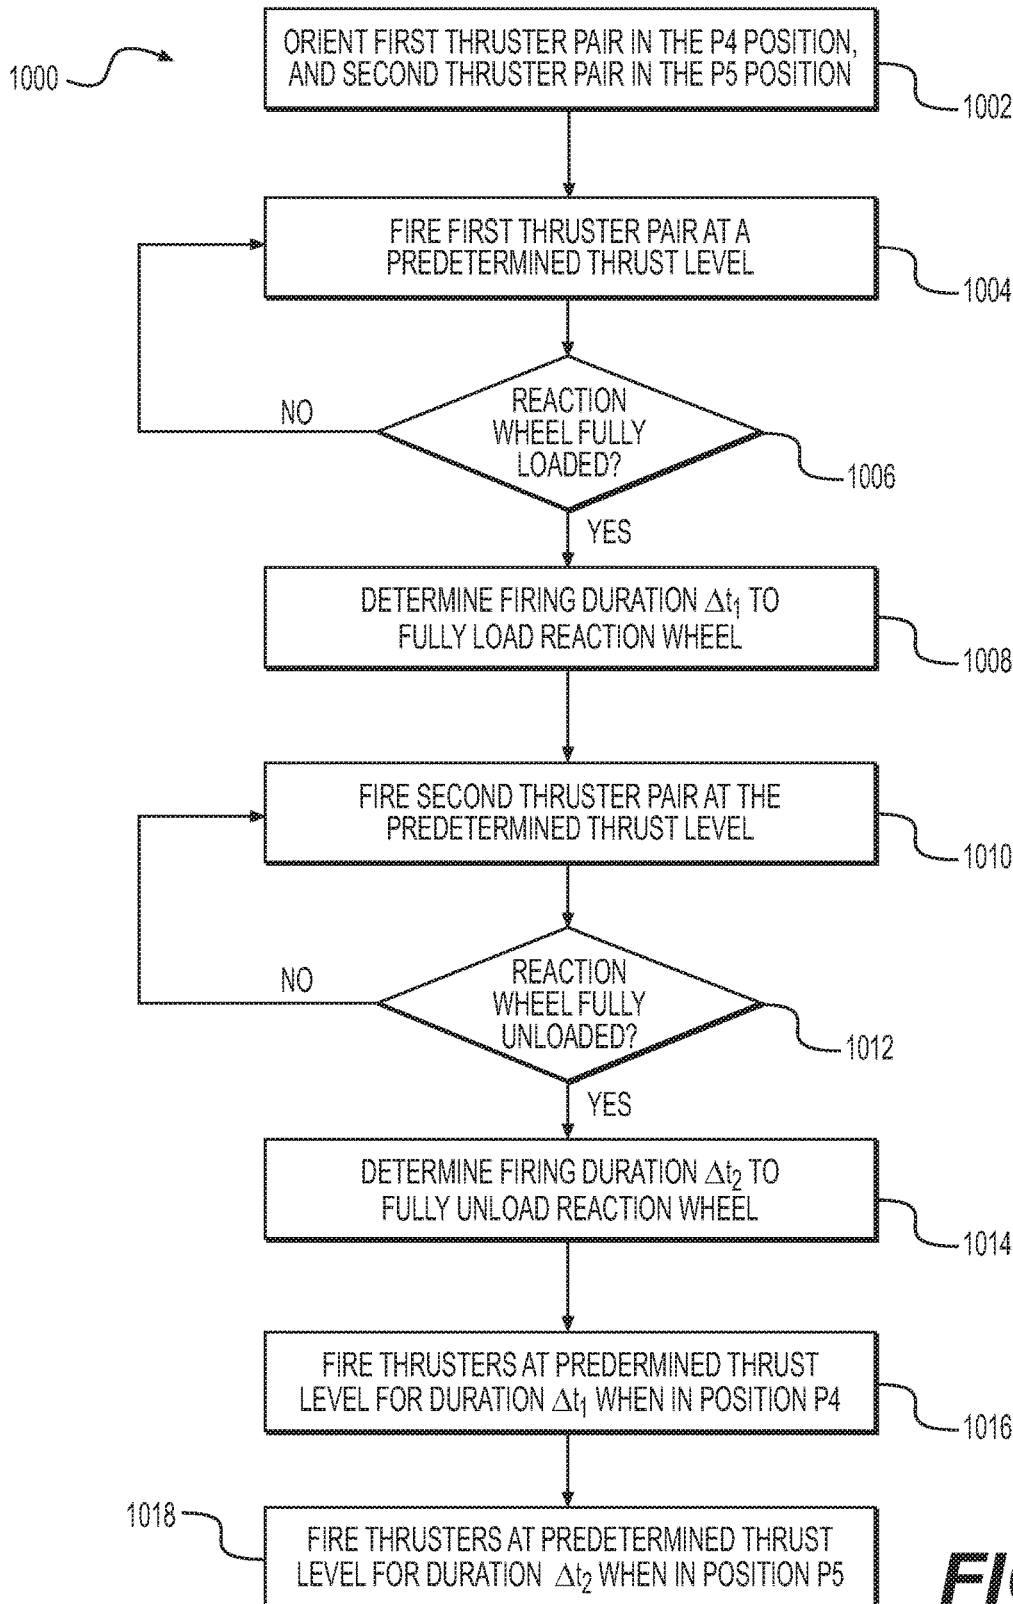 1000
ORIENT FIRST THRUSTER PAIR IN THE P4 POSITION,
AND SECOND THRUSTER PAIR IN THE P5 POSITION
1002
FIRE FIRST THRUSTER PAIR AT A
PREDETERMINED THRUST LEVEL
1004
NO
REACTION
WHEEL FULLY
LOADED?
1006
YES
DETERMINE FIRING DURATION Δt₁ TO
FULLY LOAD REACTION WHEEL
1008
FIRE SECOND THRUSTER PAIR AT THE
PREDETERMINED THRUST LEVEL
1010
NO
REACTION
WHEEL FULLY
UNLOADED?
1012
YES
DETERMINE FIRING DURATION Δt₂ TO
FULLY UNLOAD REACTION WHEEL
1014
FIRE THRUSTERS AT PREDERMINED THRUST
LEVEL FOR DURATION Δt₁ WHEN IN POSITION P4
1016
1018
FIRE THRUSTERS AT PREDETERMINED THRUST
LEVEL FOR DURATION Δt₂ WHEN IN POSITION P5